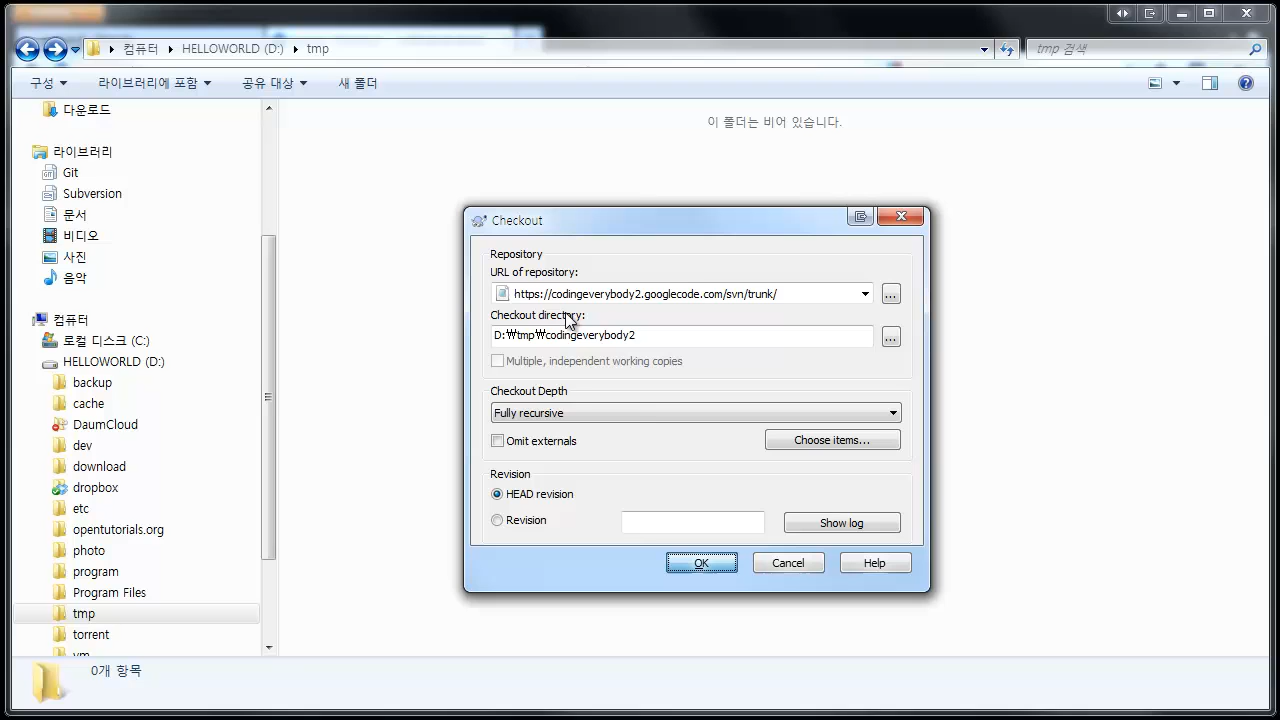 컴퓨터 HELLOWORLD (D:) tmp
tmp 검색
구성 라이브러리에 포함 공유 대상 새 폴더
다운로드
라이브러리
Git
Subversion
문서
비디오
사진
음악
컴퓨터
로컬 디스크 (C:)
HELLOWORLD (D:)
backup
cache
DaumCloud
dev
download
dropbox
etc
opentutorials.org
photo
program
Program Files
tmp
torrent
vm
0개 항목
이 폴더는 비어 있습니다.
Checkout
Repository
URL of repository:
https://codingeverybody2.googlecode.com/svn/trunk/
...
Checkout directory:
D:₩tmp₩codingeverybody2
...
Multiple, independent working copies
Checkout Depth
Fully recursive
Omit externals
Choose items...
Revision
HEAD revision
Revision
Show log
OK Cancel Help